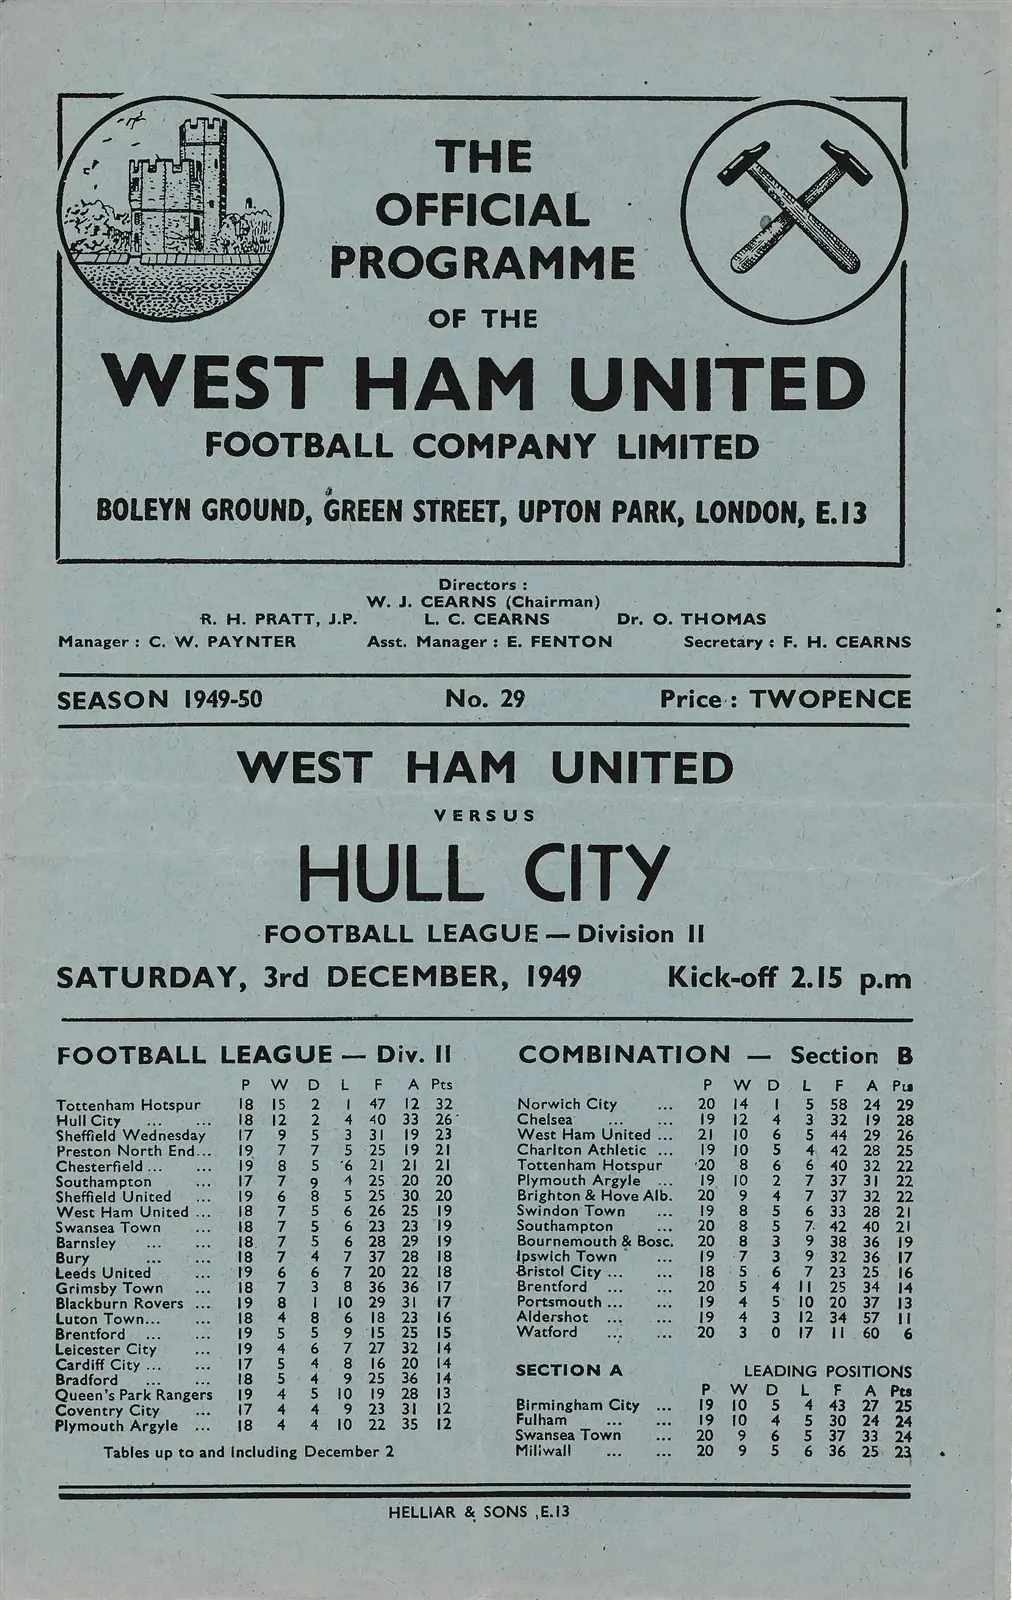 THE
OFFICIAL
PROGRAMME
OF THE
WEST HAM UNITED
FOOTBALL COMPANY LIMITED
BOLEYN GROUND, GREEN STREET, UPTON PARK, LONDON, E.13
Directors :
W. J. CEARNS (Chairman)
R. H. PRATT, J.P. L. C. CEARNS Dr. O. THOMAS
Manager : C. W. PAYNTER Asst. Manager : E. FENTON Secretary : F. H. CEARNS
SEASON 1949-50 No. 29 Price : TWOPENCE
WEST HAM UNITED
VERSUS
HULL CITY
FOOTBALL LEAGUE — Division II
SATURDAY, 3rd DECEMBER, 1949 Kick-off 2.15 p.m
FOOTBALL LEAGUE — Div. II
P W D L F A Pts
Tottenham Hotspur 18 15 2 1 47 12 32
Hull City ... ... 18 12 2 4 40 33 26
Sheffield Wednesday 17 9 5 3 31 19 23
Preston North End... 19 7 7 5 25 19 21
Chesterfield ... ... 19 8 5 6 21 21 21
Southampton ... 17 7 9 4 25 20 20
Sheffield United ... 19 6 8 5 25 30 20
West Ham United ... 18 7 5 6 26 25 19
Swansea Town ... 18 7 5 6 23 23 19
Barnsley ... ... 18 7 5 6 28 29 19
Bury ... ... 18 7 4 7 37 28 18
Leeds United ... 19 6 6 7 20 22 18
Grimsby Town ... 18 7 3 8 36 36 17
Blackburn Rovers ... 19 8 1 10 29 31 17
Luton Town... ... 18 4 8 6 18 23 16
Brentford ... ... 19 5 5 9 15 25 15
Leicester City ... 19 4 6 7 27 32 14
Cardiff City ... ... 17 5 4 8 16 20 14
Bradford ... ... 18 5 4 9 25 36 14
Queen's Park Rangers 19 4 5 10 19 28 13
Coventry City ... 17 4 4 9 23 31 12
Plymouth Argyle ... 18 4 4 10 22 35 12
Tables up to and including December 2
COMBINATION — Section B
P W D L F A Pts
Norwich City ... 20 14 1 5 58 24 29
Chelsea ... ... 19 12 4 3 32 19 28
West Ham United ... 21 10 6 5 44 29 26
Charlton Athletic ... 19 10 5 4 42 28 25
Tottenham Hotspur 20 8 6 6 40 32 22
Plymouth Argyle ... 19 10 2 7 37 31 22
Brighton & Hove Alb. 20 9 4 7 37 32 22
Swindon Town ... 19 8 5 6 33 28 21
Southampton ... 20 8 5 7 42 40 21
Bournemouth & Bosc. 20 8 3 9 38 36 19
Ipswich Town ... 19 7 3 9 32 36 17
Bristol City ... ... 18 5 6 7 23 25 16
Brentford ... ... 20 5 4 11 25 34 14
Portsmouth ... ... 19 4 5 10 20 37 13
Aldershot ... ... 19 4 3 12 34 57 11
Watford ... ... 20 3 0 17 11 60 6
SECTION A LEADING POSITIONS
P W D L F A Pts
Birmingham City ... 19 10 5 4 43 27 25
Fulham ... ... 19 10 4 5 30 24 24
Swansea Town ... 20 9 6 5 37 33 24
Millwall ... ... 20 9 5 6 36 25 23
HELLIAR & SONS ,E.13